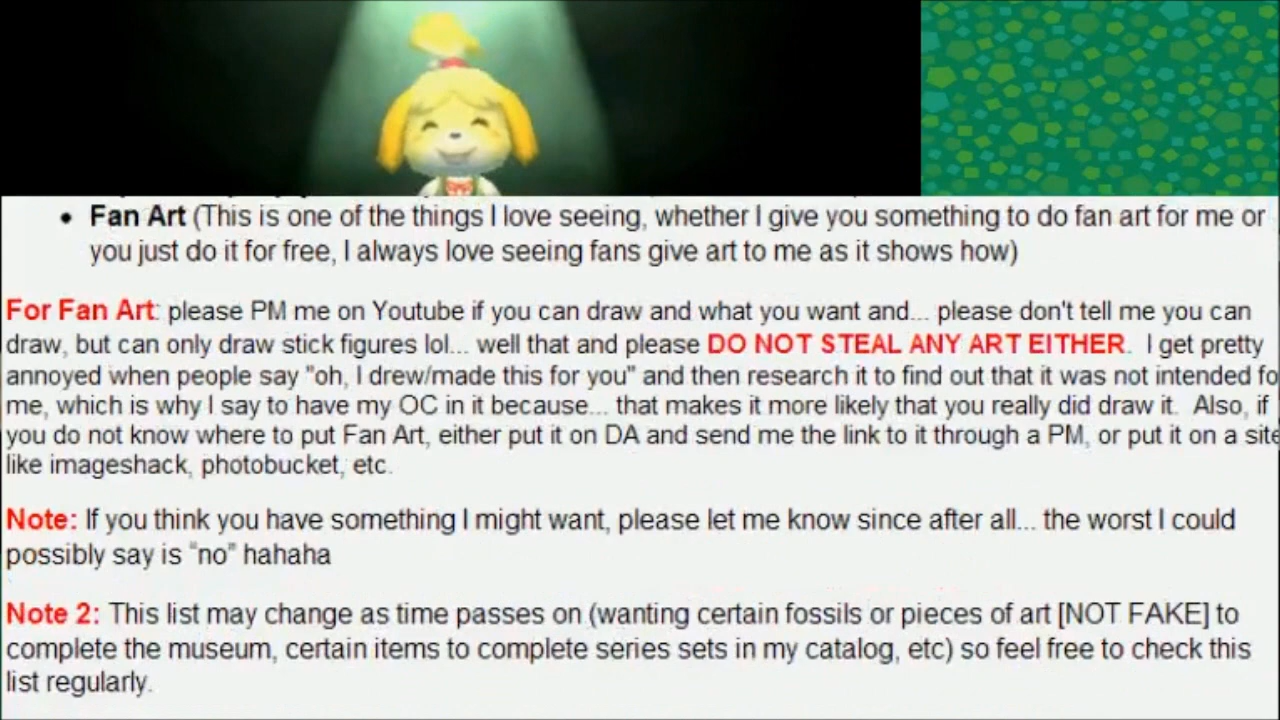 • Fan Art (This is one of the things I love seeing, whether I give you something to do fan art for me or
you just do it for free, I always love seeing fans give art to me as it shows how)
For Fan Art: please PM me on Youtube if you can draw and what you want and... please don't tell me you can
draw, but can only draw stick figures lol... well that and please DO NOT STEAL ANY ART EITHER. I get pretty
annoyed when people say "oh, I drew/made this for you" and then research it to find out that it was not intended fo
me, which is why I say to have my OC in it because... that makes it more likely that you really did draw it. Also, if
you do not know where to put Fan Art, either put it on DA and send me the link to it through a PM, or put it on a site
like imageshack, photobucket, etc.
Note: If you think you have something I might want, please let me know since after all... the worst I could
possibly say is "no" hahaha
Note 2: This list may change as time passes on (wanting certain fossils or pieces of art [NOT FAKE] to
complete the museum, certain items to complete series sets in my catalog, etc) so feel free to check this
list regularly.